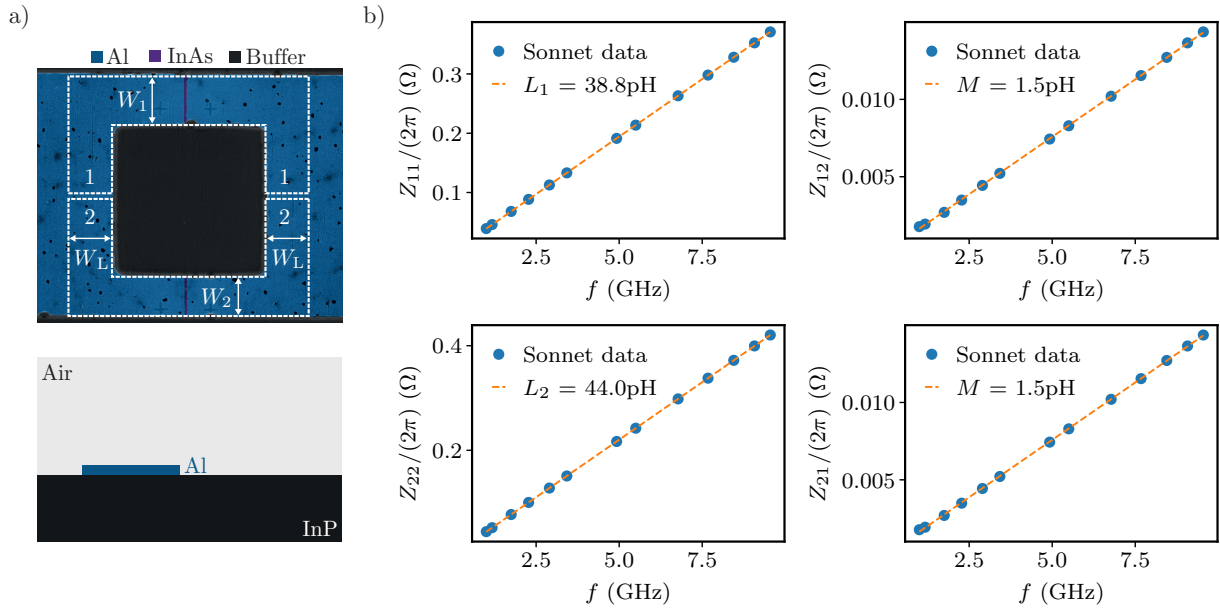 a)
Al InAs Buffer
W₁
1 1
2 2
W_L W_L
W₂
Air
Al
InP
b)
Z₁₁/(2π) (Ω)
0.3
0.2
0.1
Sonnet data
L₁ = 38.8pH
2.5 5.0 7.5
f (GHz)
Z₁₂/(2π) (Ω)
0.010
0.005
Sonnet data
M = 1.5pH
2.5 5.0 7.5
f (GHz)
Z₂₂/(2π) (Ω)
0.4
0.2
Sonnet data
L₂ = 44.0pH
2.5 5.0 7.5
f (GHz)
Z₂₁/(2π) (Ω)
0.010
0.005
Sonnet data
M = 1.5pH
2.5 5.0 7.5
f (GHz)